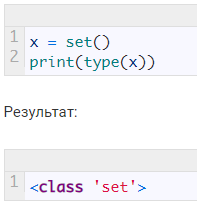 1 x = set()
2 print(type(x))
Результат:
1 <class 'set'>